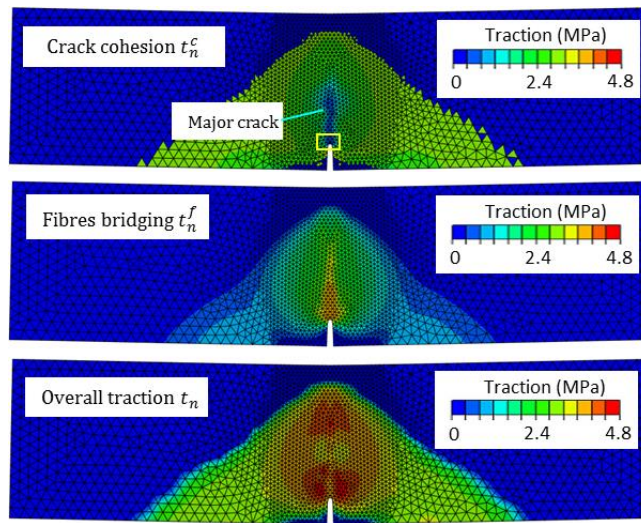 Crack cohesion t_n^c
Traction (MPa)
0 2.4 4.8
Major crack
Fibres bridging t_n^f
Traction (MPa)
0 2.4 4.8
Overall traction t_n
Traction (MPa)
0 2.4 4.8